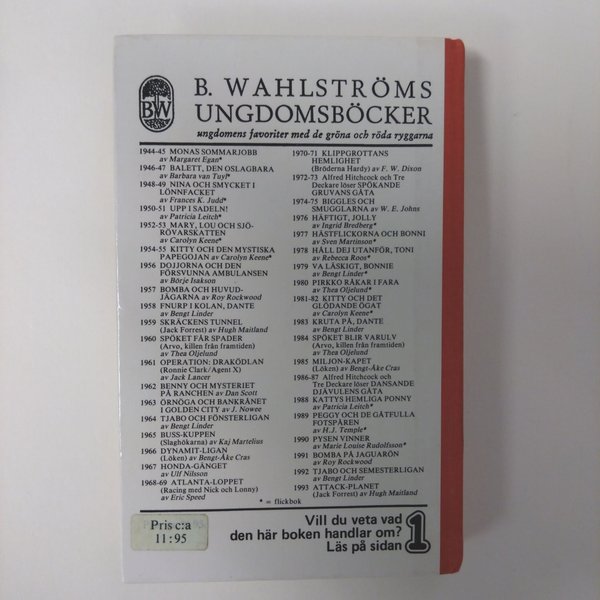 BW
B. WAHLSTRÖMS
UNGDOMSBÖCKER
ungdomens favoriter med de gröna och röda ryggarna
1944-45 MONAS SOMMARJOBB
av Margaret Egan*
1946-47 BALETT, DEN OSLAGBARA
av Barbara van Tuyl*
1948-49 NINA OCH SMYCKET I
LÖNNFACKET
av Frances K. Judd*
1950-51 UPP I SADELN!
av Patricia Leitch*
1952-53 MARY, LOU OCH SJÖ-
RÖVARSKATTEN
av Carolyn Keene*
1954-55 KITTY OCH DEN MYSTISKA
PAPEGOJAN av Carolyn Keene*
1956 DOJJORNA OCH DEN
FÖRSVUNNA AMBULANSEN
av Börje Isakson
1957 BOMBA OCH HUVUD-
JÄGARNA av Roy Rockwood
1958 FNURP I KOLAN, DANTE
av Bengt Linder
1959 SKRÄCKENS TUNNEL
(Jack Forrest) av Hugh Maitland
1960 SPÖKET FÅR SPADER
(Arvo, killen från framtiden)
av Thea Oljelund
1961 OPERATION: DRAKÖDLAN
(Ronnie Clark/Agent X)
av Jack Lancer
1962 BENNY OCH MYSTERIET
PÅ RANCHEN av Dan Scott
1963 ÖRNÖGA OCH BANKRÅNET
I GOLDEN CITY av J. Nowee
1964 TJABO OCH FÖNSTERLIGAN
av Bengt Linder
1965 BUSS-KUPPEN
(Slaghökarna) av Kaj Martelius
1966 DYNAMIT-LIGAN
(Löken) av Bengt-Åke Cras
1967 HONDA-GÄNGET
av Ulf Nilsson
1968-69 ATLANTA-LOPPET
(Racing med Nick och Lonny)
av Eric Speed
1970-71 KLIPPGROTTANS
HEMLIGHET
(Bröderna Hardy) av F. W. Dixon
1972-73 Alfred Hitchcock och Tre
Deckare löser SPÖKANDE
GRUVANS GÅTA
1974-75 BIGGLES OCH
SMUGGLARNA av W. E. Johns
1976 HÄFTIGT, JOLLY
av Ingrid Bredberg*
1977 HÄSTFLICKORNA OCH BONNI
av Sven Martinson*
1978 HÅLL DEJ UTANFÖR, TONI
av Rebecca Roos*
1979 VA LÄSKIGT, BONNIE
av Bengt Linder*
1980 PIRKKO RÅKAR I FARA
av Thea Oljelund*
1981-82 KITTY OCH DET
GLÖDANDE ÖGAT
av Carolyn Keene*
1983 KRUTA PÅ, DANTE
av Bengt Linder
1984 SPÖKET BLIR VARULV
(Arvo, killen från framtiden)
av Thea Oljelund
1985 MILJON-KAPET
(Löken) av Bengt-Åke Cras
1986-87 Alfred Hitchcock och
Tre Deckare löser DANSANDE
DJÄVULENS GÅTA
1988 KATTYS HEMLIGA PONNY
av Patricia Leitch*
1989 PEGGY OCH DE GÅTFULLA
FOTSPÅREN
av H.J. Temple*
1990 PYSEN VINNER
av Marie Louise Rudolfsson*
1991 BOMBA PÅ JAGUARÖN
av Roy Rockwood
1992 TJABO OCH SEMESTERLIGAN
av Bengt Linder
1993 ATTACK-PLANET
(Jack Forrest) av Hugh Maitland
* = flickbok
Pris c:a
11:95
Vill du veta vad
den här boken handlar om?
Läs på sidan 1